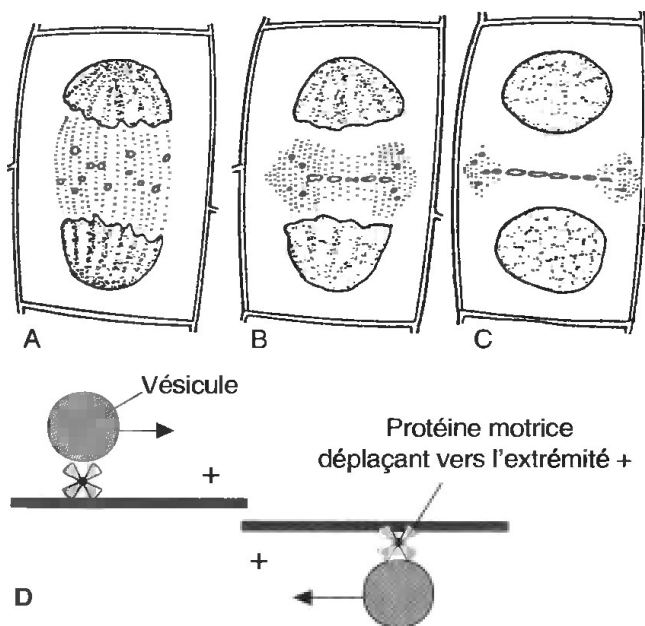 A
B
C
Vésicule
+
Protéine motrice
déplaçant vers l'extrémité +
+
D